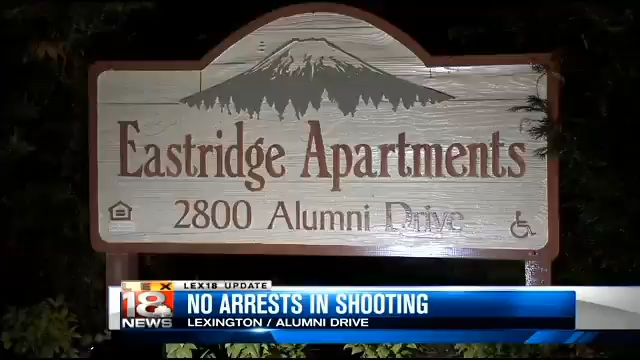 Eastridge Apartments
2800 Alumni Drive
LEX
18
NEWS
LEX18 UPDATE
NO ARRESTS IN SHOOTING
LEXINGTON / ALUMNI DRIVE